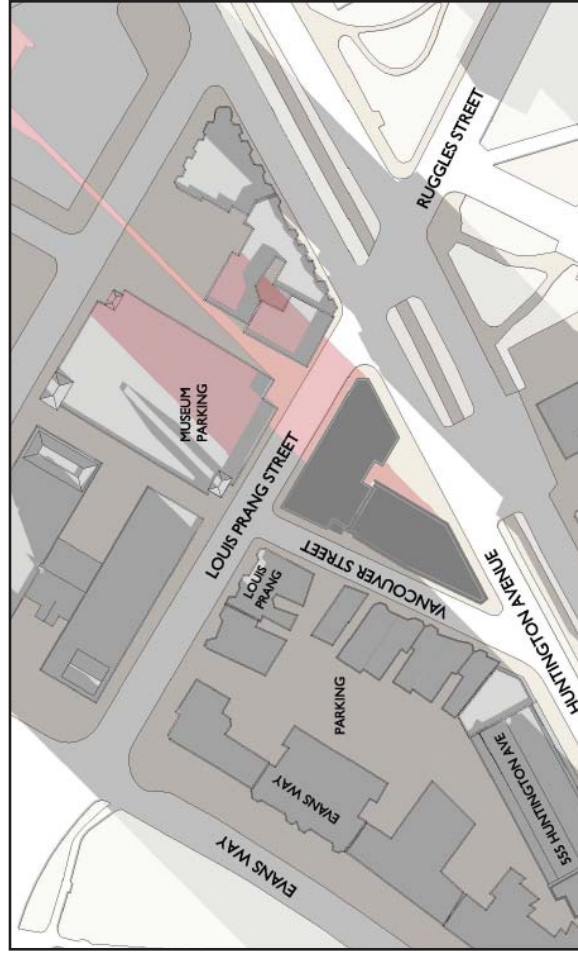 RUGGLES STREET
MUSEUM
PARKING
LOUIS PRANG STREET
LOUIS
PRANG
VANCOUVER STREET
HUNTINGTON AVENUE
PARKING
EVANS WAY
EVANS WAY
555 HUNTINGTON AVE